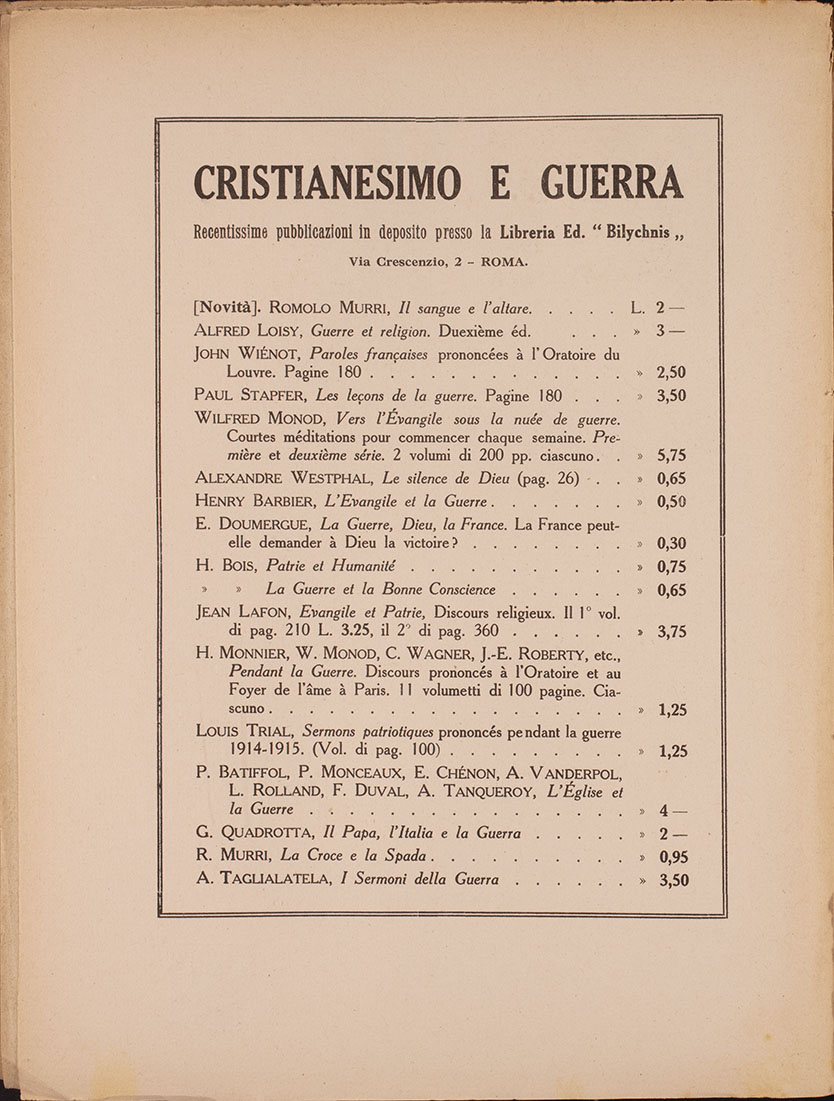 CRISTIANESIMO E GUERRA
Recentissime pubblicazioni in deposito presso la Libreria Ed. “ Bilychnis „
Via Crescenzio, 2 – ROMA.
[Novità]. ROMOLO MURRI, Il sangue e l'altare. . . . . L. 2 —
ALFRED LOISY, Guerre et religion. Duexième éd. . . . » 3 —
JOHN WIÉNOT, Paroles françaises prononcées à l'Oratoire du
Louvre. Pagine 180 . . . . . . . . . . . . . » 2,50
PAUL STAPFER, Les leçons de la guerre. Pagine 180 . . . » 3,50
WILFRED MONOD, Vers l'Évangile sous la nuée de guerre.
Courtes méditations pour commencer chaque semaine. Pre-
mière et deuxième série. 2 volumi di 200 pp. ciascuno. . » 5,75
ALEXANDRE WESTPHAL, Le silence de Dieu (pag. 26) . . » 0,65
HENRY BARBIER, L'Evangile et la Guerre . . . . . . . » 0,50
E. DOUMERGUE, La Guerre, Dieu, la France. La France peut-
elle demander à Dieu la victoire? . . . . . . . . » 0,30
H. BOIS, Patrie et Humanité . . . . . . . . . . . » 0,75
» » La Guerre et la Bonne Conscience . . . . . . » 0,65
JEAN LAFON, Evangile et Patrie, Discours religieux. Il 1° vol.
di pag. 210 L. 3.25, il 2° di pag. 360 . . . . . . » 3,75
H. MONNIER, W. MONOD, C. WAGNER, J.-E. ROBERTY, etc.,
Pendant la Guerre. Discours prononcés à l'Oratoire et au
Foyer de l'âme à Paris. 11 volumetti di 100 pagine. Cia-
scuno . . . . . . . . . . . . . . . . . . » 1,25
LOUIS TRIAL, Sermons patriotiques prononcés pendant la guerre
1914-1915. (Vol. di pag. 100) . . . . . . . . . » 1,25
P. BATIFFOL, P. MONCEAUX, E. CHÉNON, A. VANDERPOL,
L. ROLLAND, F. DUVAL, A. TANQUEROY, L'Église et
la Guerre . . . . . . . . . . . . . . . . » 4 —
G. QUADROTTA, Il Papa, l'Italia e la Guerra . . . . . » 2 —
R. MURRI, La Croce e la Spada . . . . . . . . . . » 0,95
A. TAGLIALATELA, I Sermoni della Guerra . . . . . . » 3,50